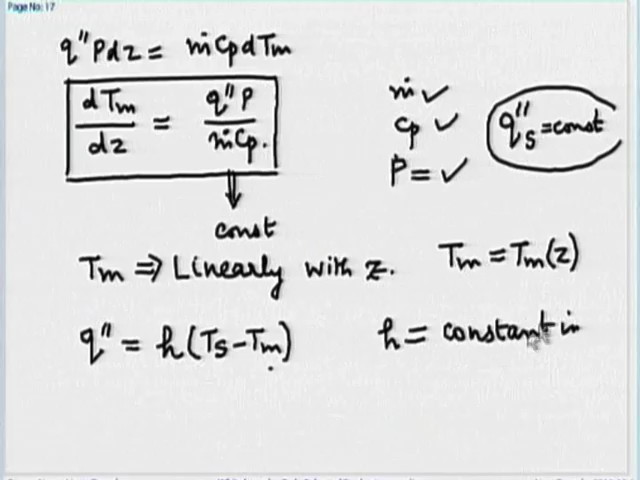 Page No: 17
q"Pdz = ṁCpdTm
dTm/dz = q"P/ṁCp.
ṁ ✓
cp ✓
P = ✓
q"s = const
const
Tm ⇒ Linearly with z.
Tm = Tm(z)
q" = h(Ts - Tm)
h = constant in